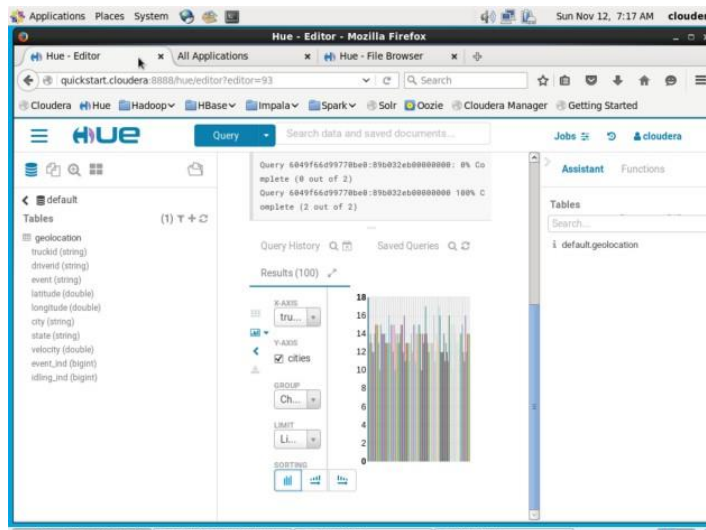 Applications Places System Sun Nov 12, 7:17 AM clouder
Hue - Editor - Mozilla Firefox
Hue - Editor All Applications Hue - File Browser
quickstart.cloudera:8888/hue/editor?editor=93 Search
Cloudera Hue Hadoop HBase Impala Spark Solr Oozie Cloudera Manager Getting Started
HUE Query Search data and saved documents... Jobs cloudera
Query 6049f66d99770be0:89b032eb00000000: 0% Co
mplete (0 out of 2)
Query 6049f66d99770be0:89b032eb00000000 100% C
omplete (2 out of 2)
Assistant Functions
default
Tables (1)
geolocation
truckid (string)
driverid (string)
event (string)
latitude (double)
longitude (double)
city (string)
state (string)
velocity (double)
event_ind (bigint)
idling_ind (bigint)
Query History Saved Queries
Results (100)
X-AXIS
tru...
Y-AXIS
cities
GROUP
Ch...
LIMIT
Li...
SORTING
18
16
14
12
10
8
6
4
2
0
Tables
Search...
default.geolocation